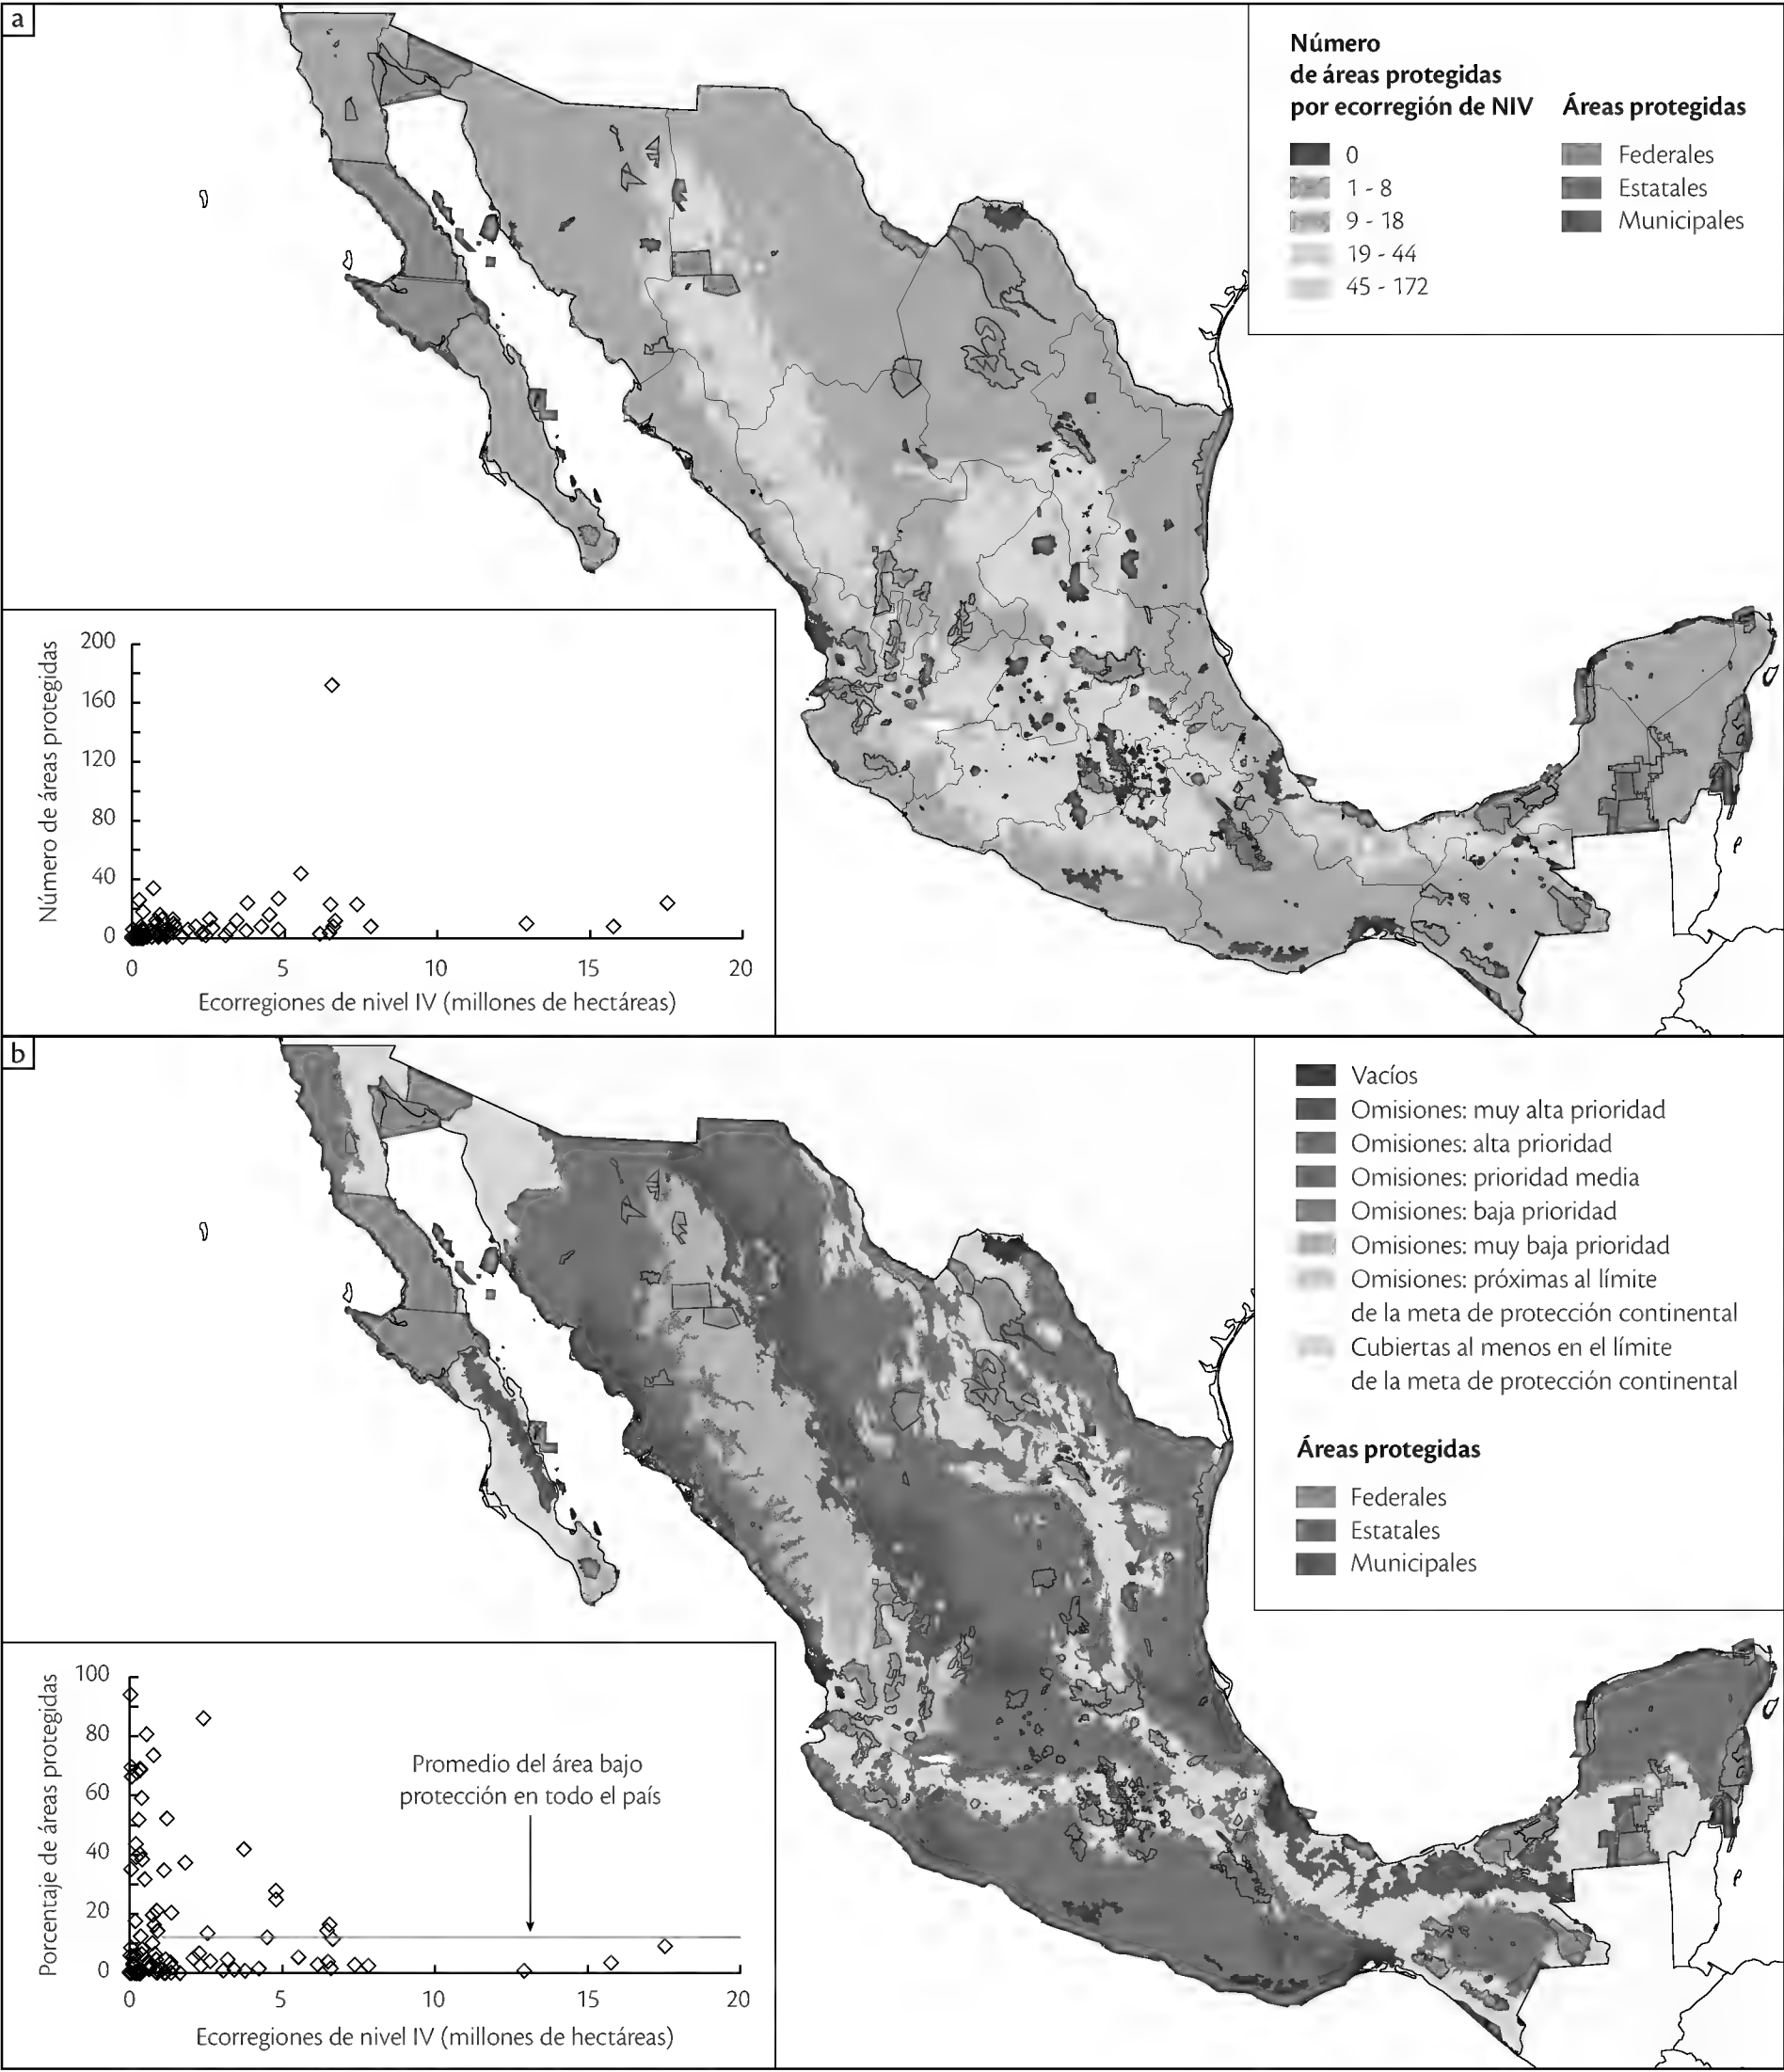 a
Número
de áreas protegidas
por ecorregión de NIV
0
1 - 8
9 - 18
19 - 44
45 - 172
Áreas protegidas
Federales
Estatales
Municipales
Número de áreas protegidas
200
160
120
80
40
0
0 5 10 15 20
Ecorregiones de nivel IV (millones de hectáreas)
b
Vacíos
Omisiones: muy alta prioridad
Omisiones: alta prioridad
Omisiones: prioridad media
Omisiones: baja prioridad
Omisiones: muy baja prioridad
Omisiones: próximas al límite
de la meta de protección continental
Cubiertas al menos en el límite
de la meta de protección continental
Áreas protegidas
Federales
Estatales
Municipales
Porcentaje de áreas protegidas
100
80
60
40
20
0
Promedio del área bajo
protección en todo el país
0 5 10 15 20
Ecorregiones de nivel IV (millones de hectáreas)